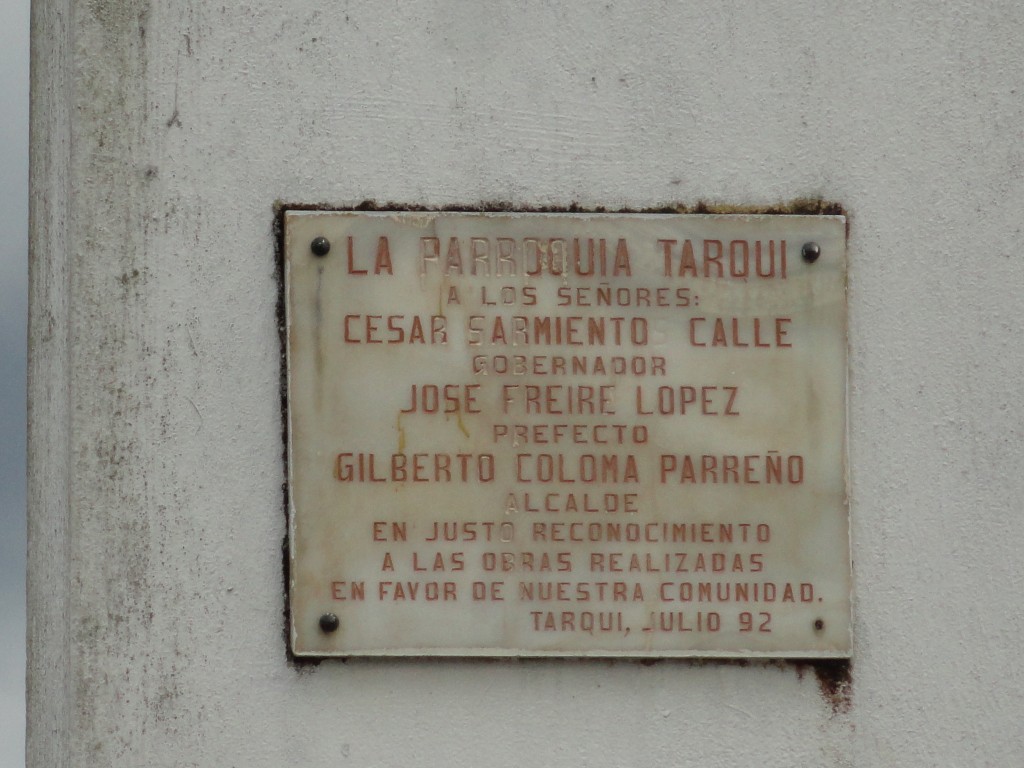 LA PARROQUIA TARQUI
A LOS SEÑORES:
CESAR SARMIENTOS CALLE
GOBERNADOR
JOSE FREIRE LOPEZ
PREFECTO
GILBERTO COLOMA PARREÑO
ALCALDE
EN JUSTO RECONOCIMIENTO
A LAS OBRAS REALIZADAS
EN FAVOR DE NUESTRA COMUNIDAD.
TARQUI, JULIO 92